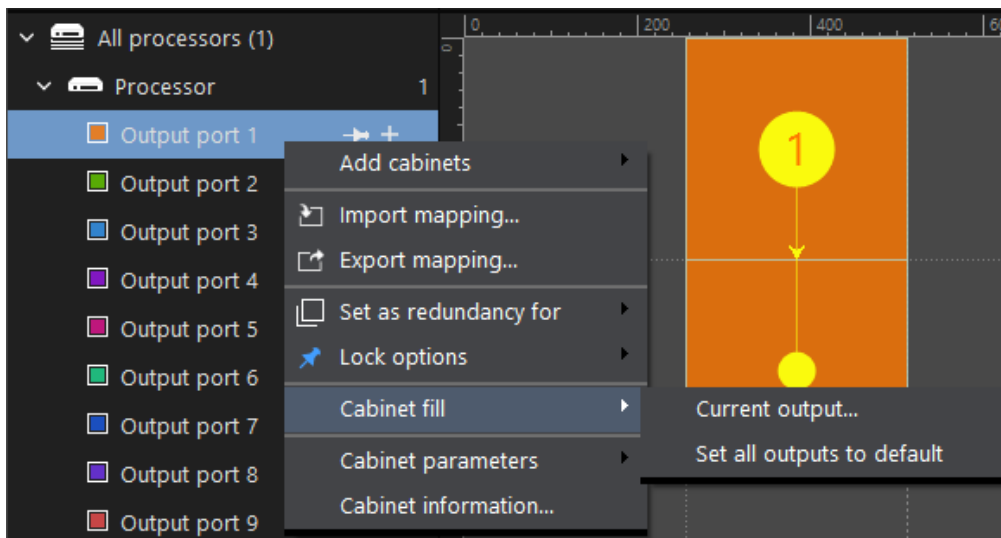 All processors (1)
Processor 1
Output port 1
Output port 2
Output port 3
Output port 4
Output port 5
Output port 6
Output port 7
Output port 8
Output port 9
Add cabinets
Import mapping...
Export mapping...
Set as redundancy for
Lock options
Cabinet fill
Cabinet parameters
Cabinet information...
Current output...
Set all outputs to default
0 200 400
0
1